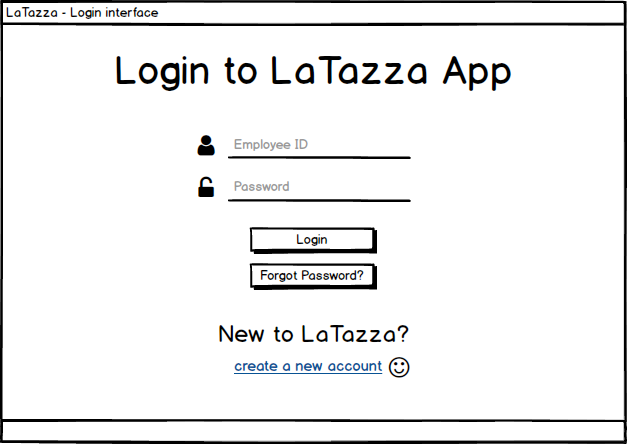 LaTazza - Login interface
Login to LaTazza App
Employee ID
Password
Login
Forgot Password?
New to LaTazza?
create a new account